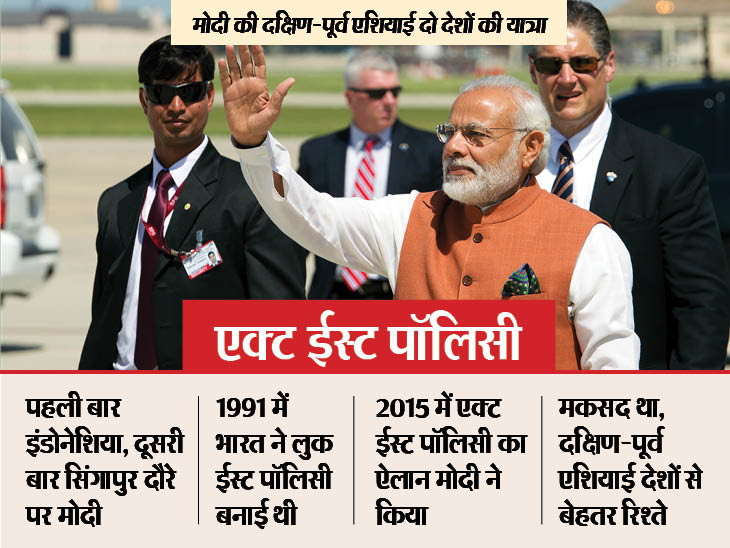 मोदी की दक्षिण-पूर्व एशियाई दो देशों की यात्रा
एक्ट ईस्ट पॉलिसी
पहली बार
इंडोनेशिया, दूसरी
बार सिंगापुर दौरे
पर मोदी
1991 में
भारत ने लुक
ईस्ट पॉलिसी
बनाई थी
2015 में एक्ट
ईस्ट पॉलिसी का
ऐलान मोदी ने
किया
मकसद था,
दक्षिण-पूर्व
एशियाई देशों से
बेहतर रिश्ते